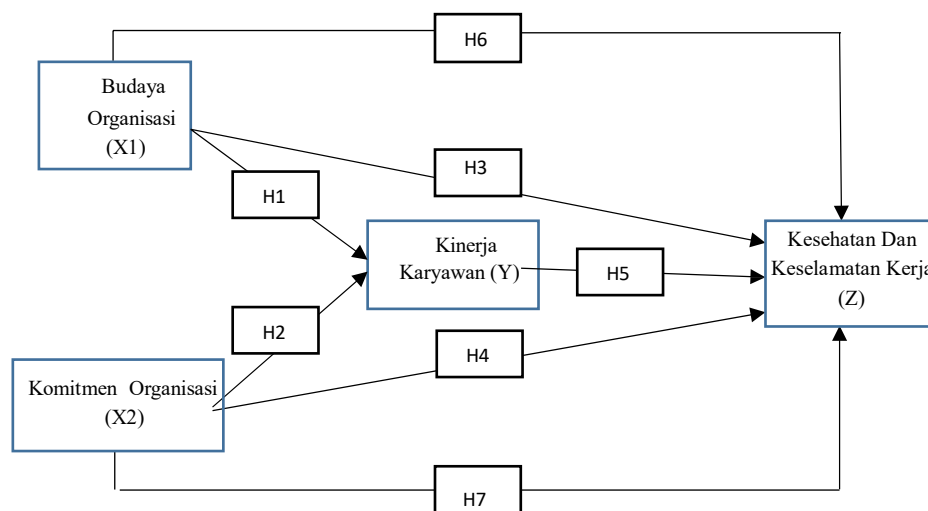 H6
Budaya
Organisasi
(X1)
H3
H1
Kinerja
Karyawan (Y)
H5
Kesehatan Dan
Keselamatan Kerja
(Z)
H2
H4
Komitmen Organisasi
(X2)
H7